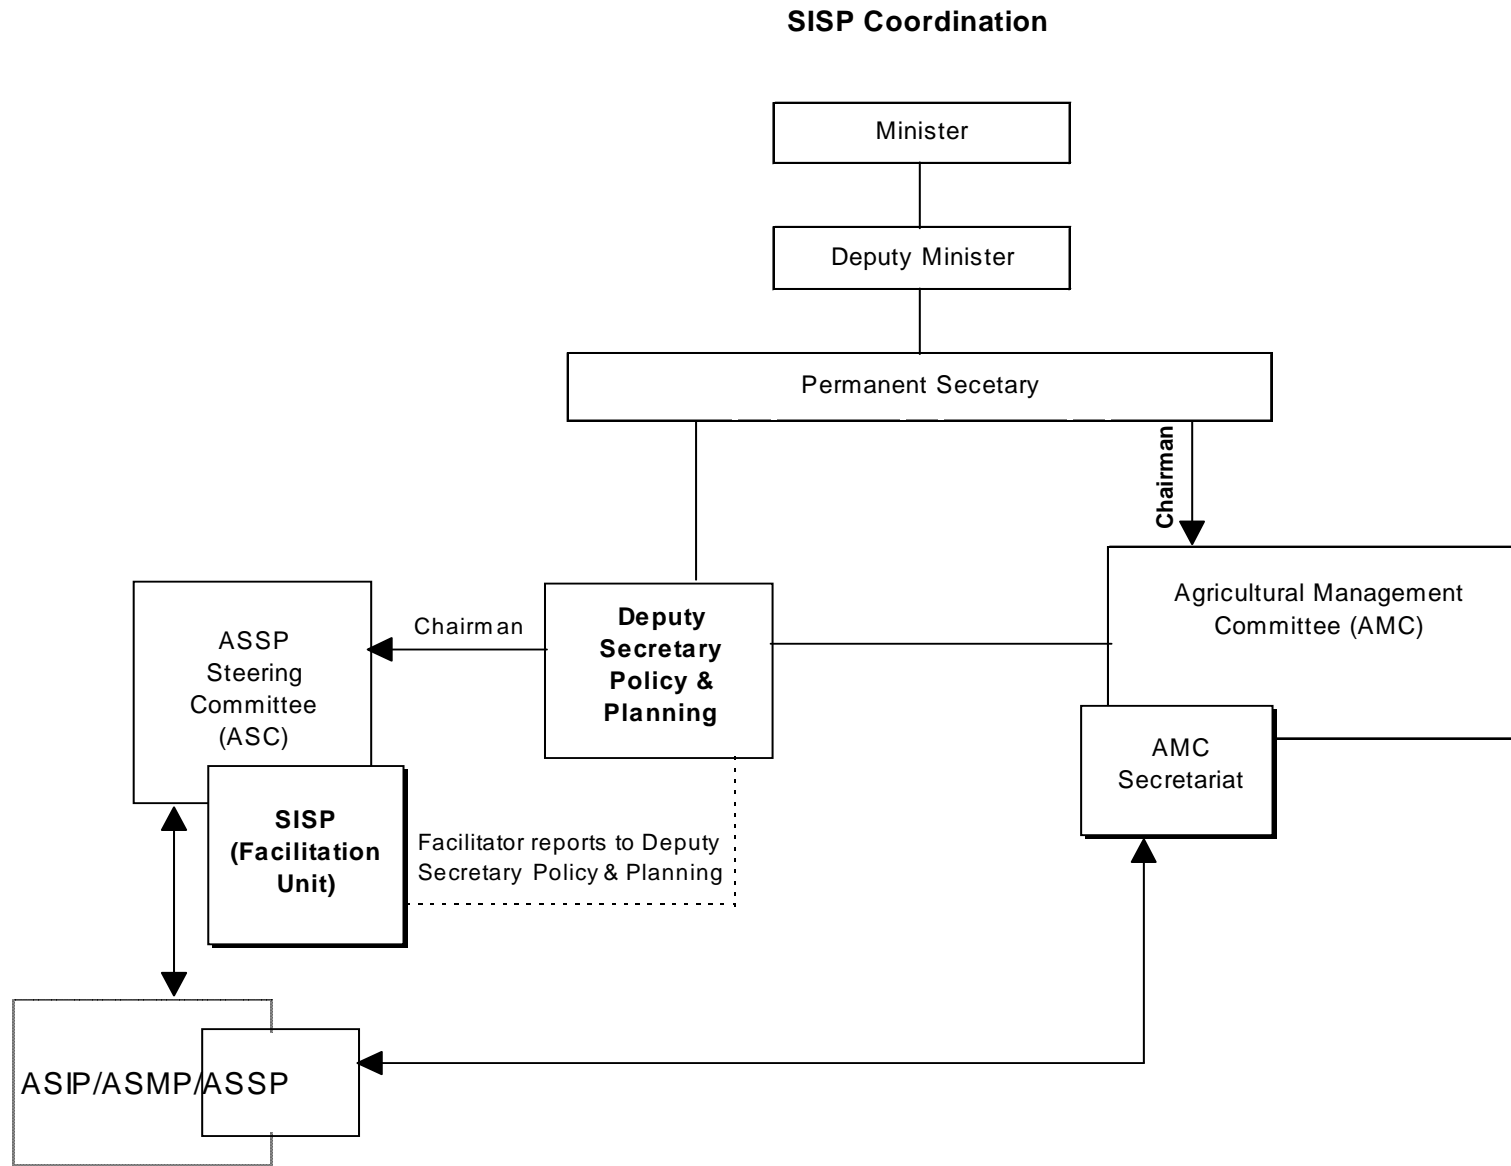 SISP Coordination
Minister
Deputy Minister
Permanent Secetary
Chairman
Agricultural Management
Committee (AMC)
Deputy
Secretary
Policy &
Planning
Chairman
ASSP
Steering
Committee
(ASC)
AMC
Secretariat
SISP
(Facilitation
Unit)
Facilitator reports to Deputy
Secretary Policy & Planning
ASIP/ASMP/ASSP